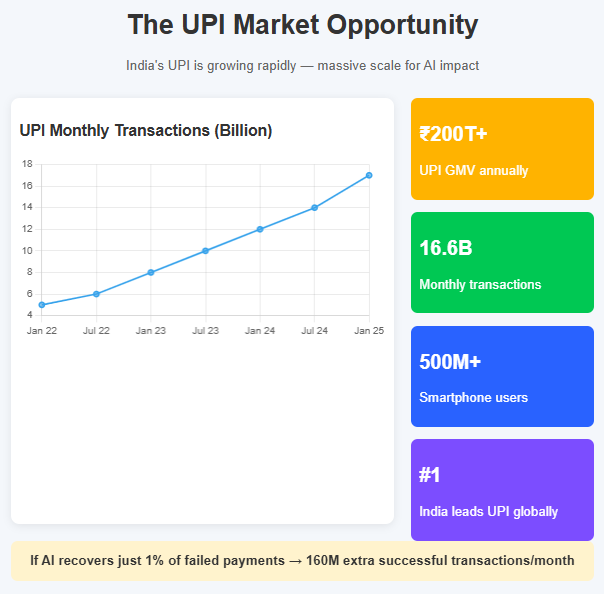 The UPI Market Opportunity
India's UPI is growing rapidly — massive scale for AI impact
UPI Monthly Transactions (Billion)
18
16
14
12
10
8
6
4
Jan 22 Jul 22 Jan 23 Jul 23 Jan 24 Jul 24 Jan 25
₹200T+
UPI GMV annually
16.6B
Monthly transactions
500M+
Smartphone users
#1
India leads UPI globally
If AI recovers just 1% of failed payments → 160M extra successful transactions/month